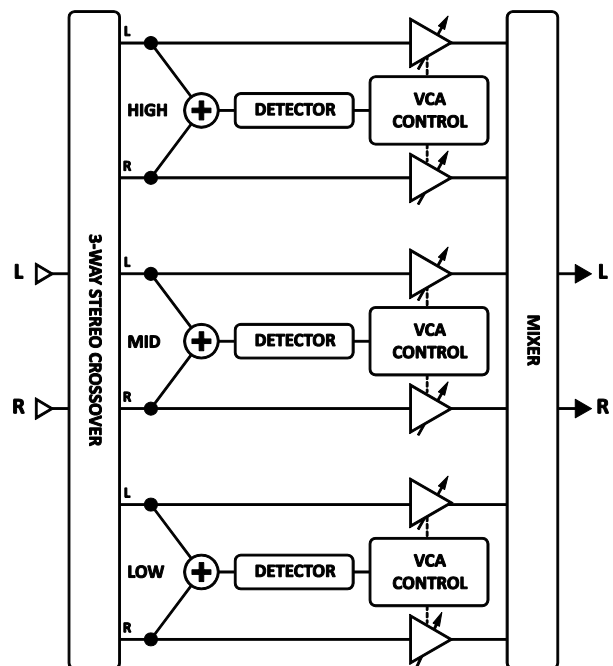 L
HIGH
+
DETECTOR
VCA
CONTROL
R
3-WAY STEREO CROSSOVER
L
L
MID
+
DETECTOR
VCA
CONTROL
MIXER
L
R
R
R
L
LOW
+
DETECTOR
VCA
CONTROL
R